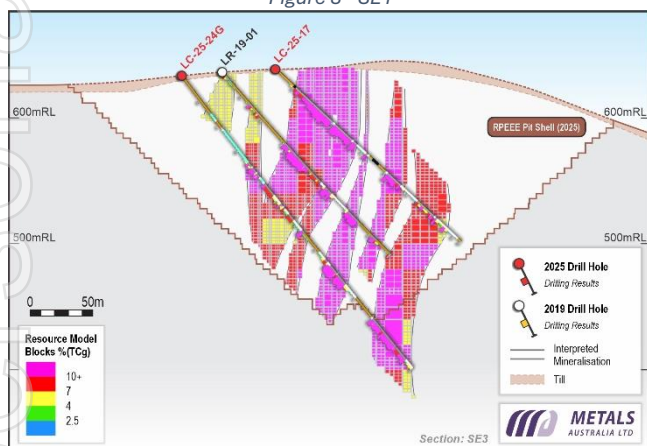 Figure 3 - SE1
LC-25-24G
LR-19-01
LC-25-17
600mRL
600mRL
RPEEE Pit Shell (2025)
500mRL
500mRL
0 50m
Resource Model
Blocks %(TCg)
10+
7
4
2.5
2025 Drill Hole
Drilling Results
2019 Drill Hole
Drilling Results
Interpreted
Mineralisation
Till
METALS
AUSTRALIA LTD
Section: SE3